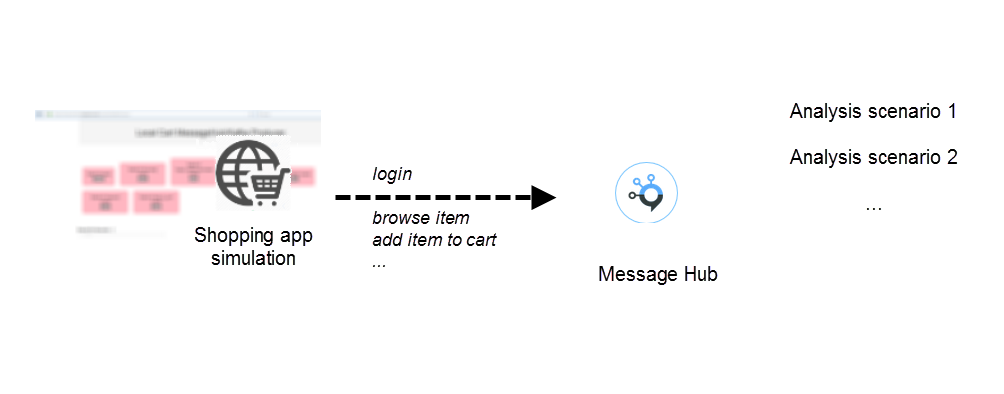 Shopping app
simulation
login
browse item
add item to cart
...
Message Hub
Analysis scenario 1
Analysis scenario 2
...